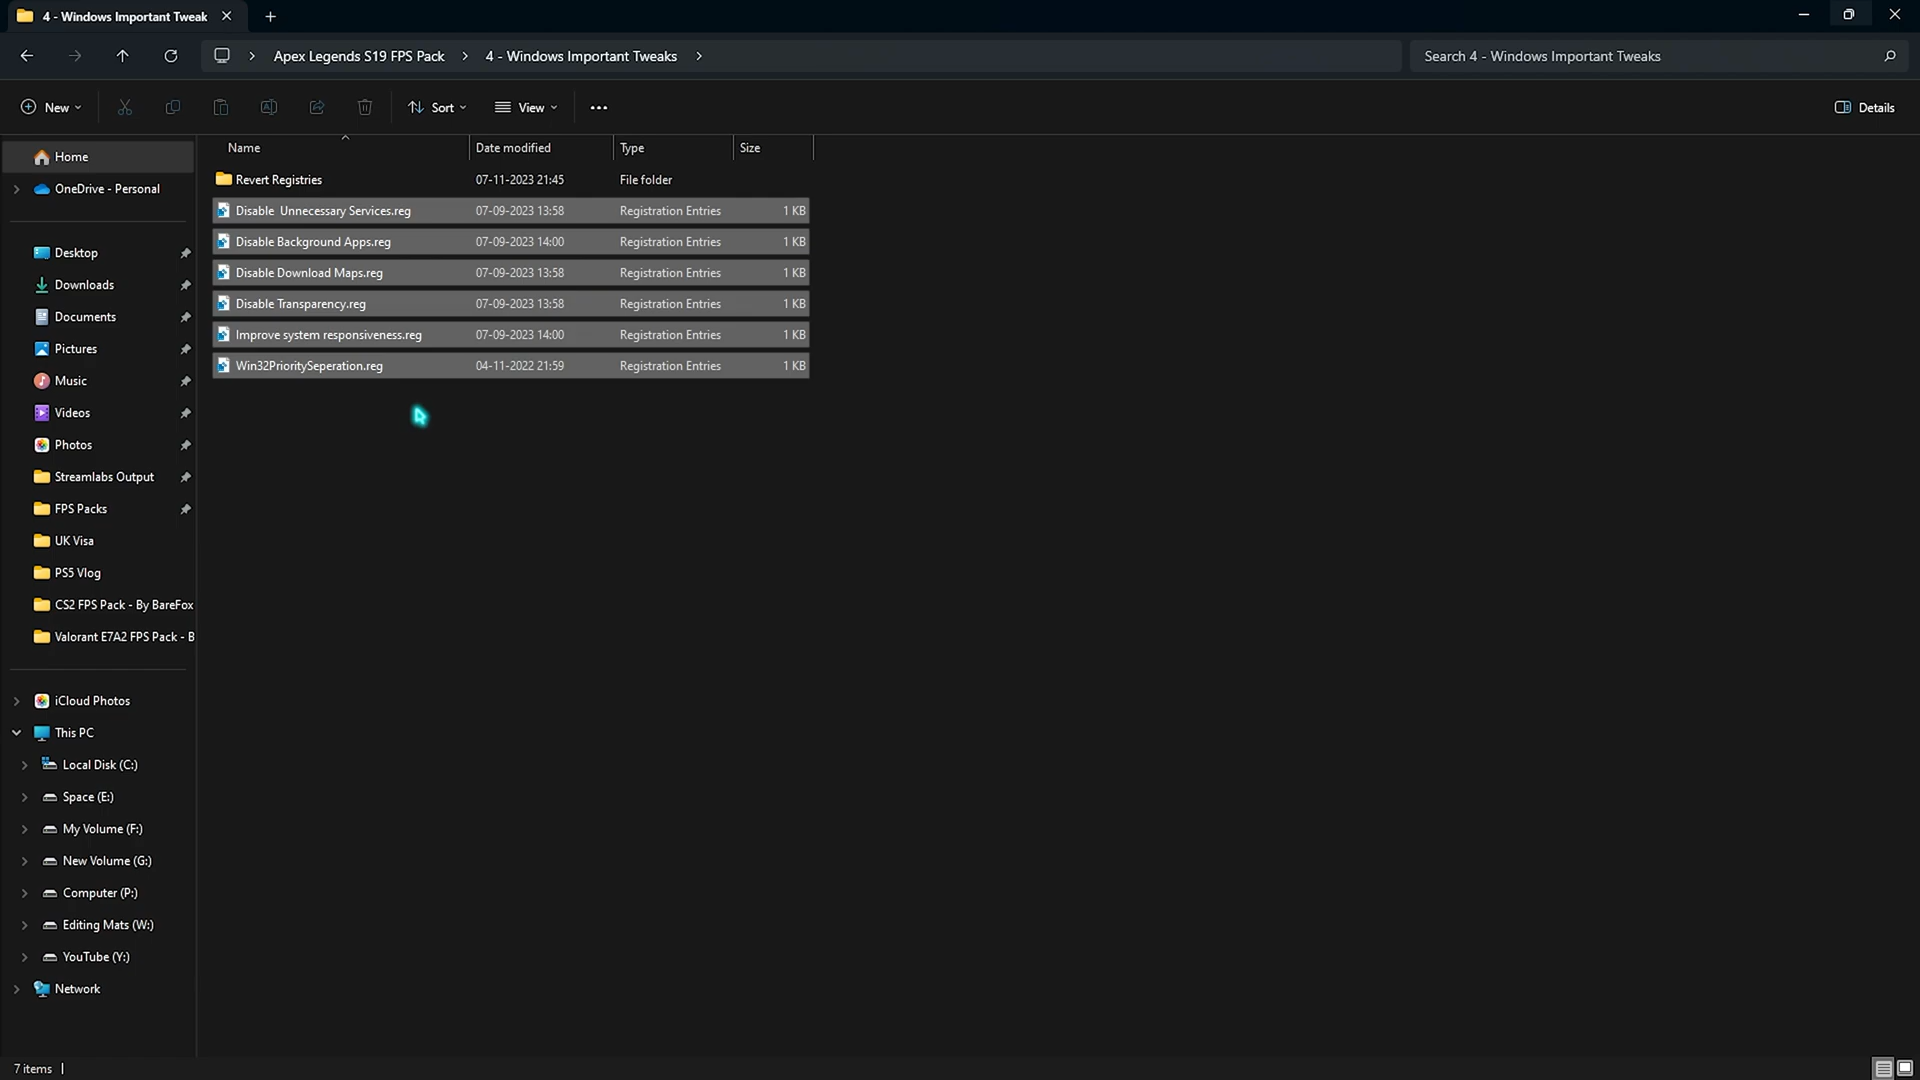 4 - Windows Important Tweak
Apex Legends S19 FPS Pack
4 - Windows Important Tweaks
Search 4 - Windows Important Tweaks
New
Sort
View
Details
Name
Date modified
Type
Size
Revert Registries 07-11-2023 21:45 File folder
Disable  Unnecessary Services.reg 07-09-2023 13:58 Registration Entries 1 KB
Disable Background Apps.reg 07-09-2023 14:00 Registration Entries 1 KB
Disable Download Maps.reg 07-09-2023 13:58 Registration Entries 1 KB
Disable Transparency.reg 07-09-2023 13:58 Registration Entries 1 KB
Improve system responsiveness.reg 07-09-2023 14:00 Registration Entries 1 KB
Win32PrioritySeperation.reg 04-11-2022 21:59 Registration Entries 1 KB
Home
OneDrive - Personal
Desktop
Downloads
Documents
Pictures
Music
Videos
Photos
Streamlabs Output
FPS Packs
UK Visa
PS5 Vlog
CS2 FPS Pack - By BareFox
Valorant E7A2 FPS Pack - B
iCloud Photos
This PC
Local Disk (C:)
Space (E:)
My Volume (F:)
New Volume (G:)
Computer (P:)
Editing Mats (W:)
YouTube (Y:)
Network
7 items